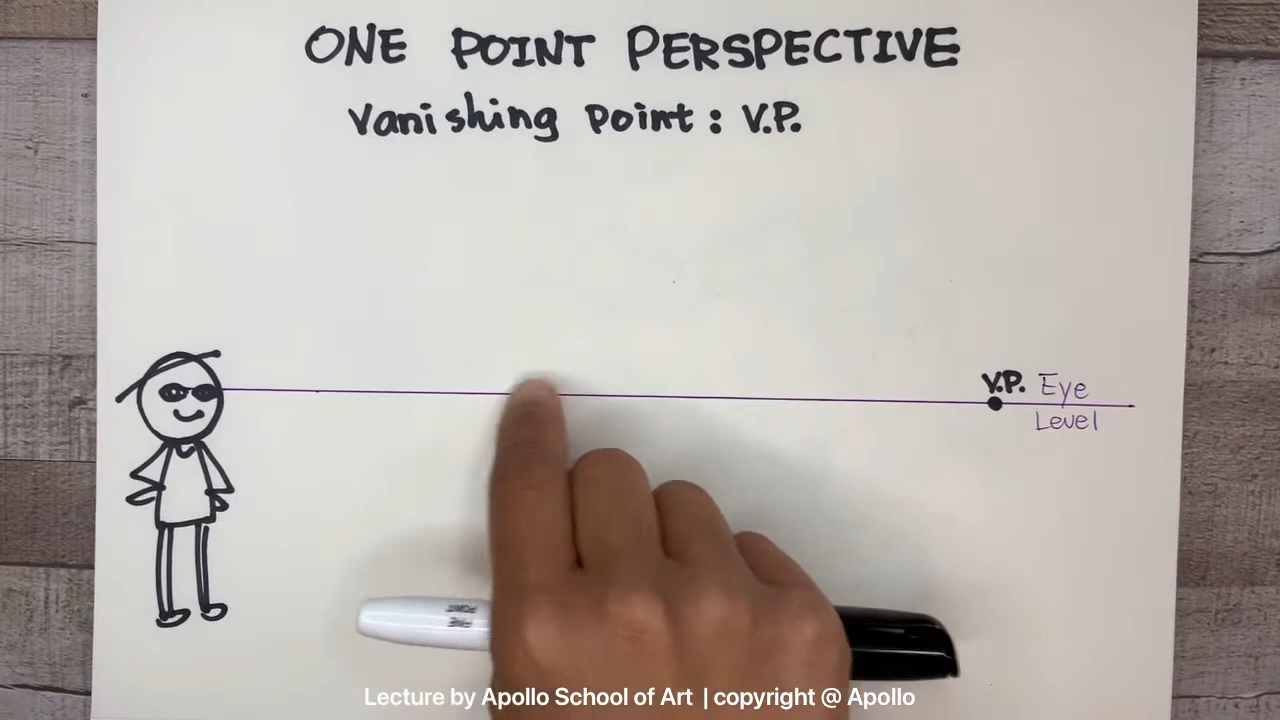 ONE POINT PERSPECTIVE
Vanishing Point : V.P.
V.P. Eye
Level
Lecture by Apollo School of Art | copyright @ Apollo